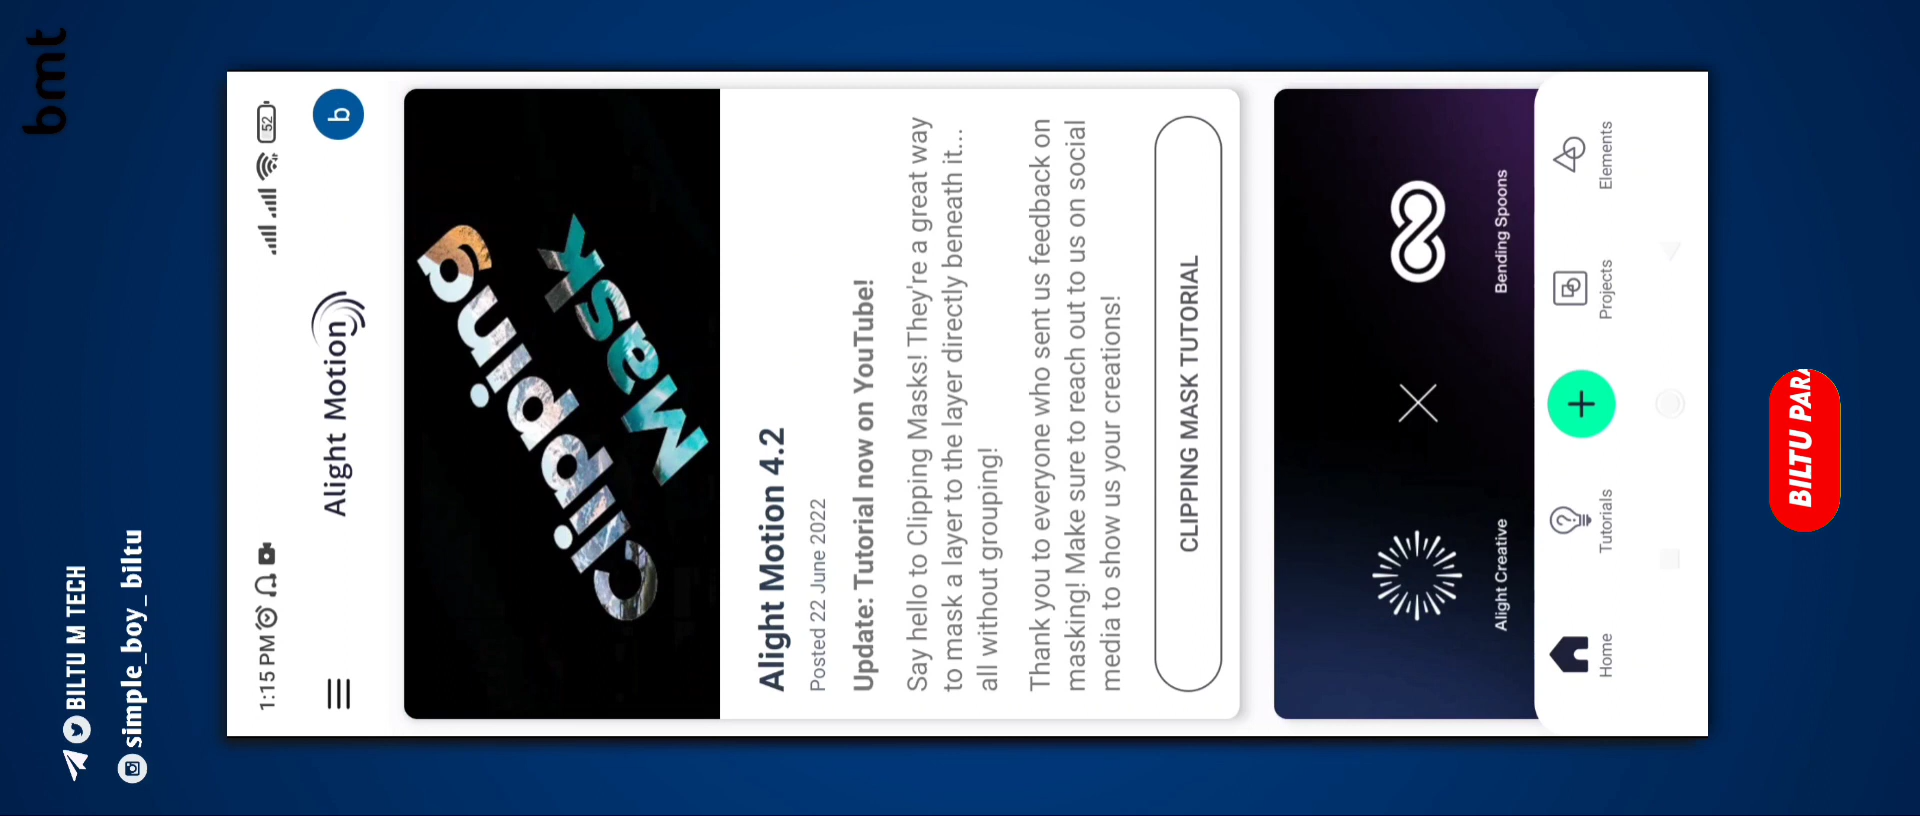 bmt
BILTU M TECH
simple_boy_biltu
1:15 PM
52
Alight Motion
b
Clipping
Mask
Alight Motion 4.2
Posted 22 June 2022
Update: Tutorial now on YouTube!
Say hello to Clipping Masks! They're a great way
to mask a layer to the layer directly beneath it...
all without grouping!
Thank you to everyone who sent us feedback on
masking! Make sure to reach out to us on social
media to show us your creations!
CLIPPING MASK TUTORIAL
Alight Creative
Bending Spoons
Home
Tutorials
Projects
Elements
BILTU PARA